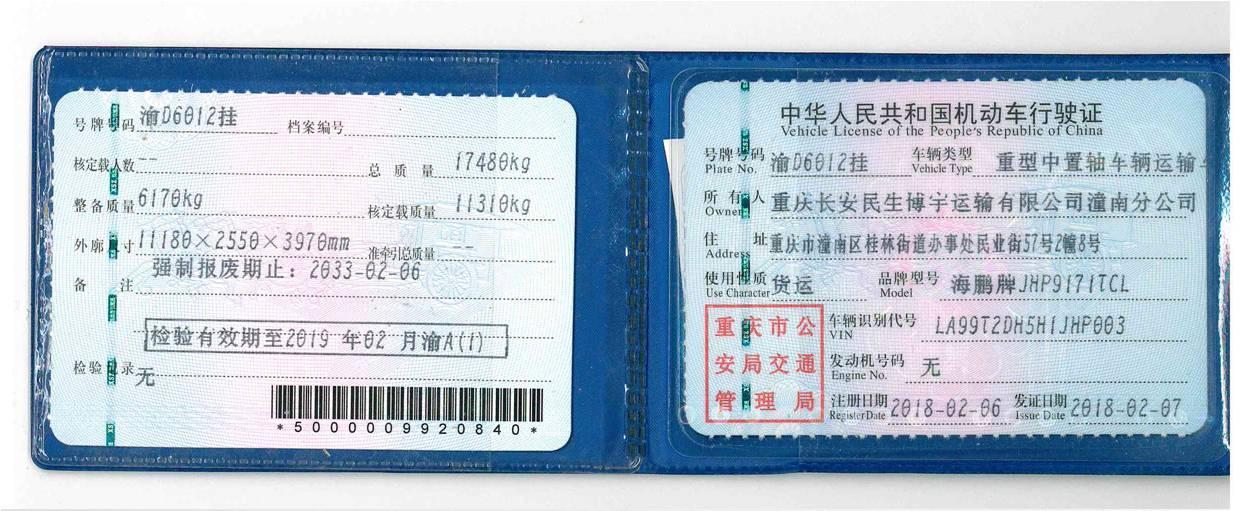 号牌号码 渝D6012挂 档案编号
核定载人数 -- 总质量 17480kg
整备质量 6170kg 核定载质量 11310kg
外廓尺寸 11180×2550×3970mm 准牵引总质量 --
强制报废期止：2033-02-06
备注
检验有效期至2019 年02 月渝A(1)
检验记录 无
*5000009920840*
中华人民共和国机动车行驶证
Vehicle License of the People's Republic of China
号牌号码 渝D6012挂 车辆类型 重型中置轴车辆运输
Plate No. Vehicle Type
所有人 重庆长安民生博宇运输有限公司潼南分公司
Owner
住址 重庆市潼南区桂林街道办事处民业街57号2幢8号
Address
使用性质 货运 品牌型号 海鹏牌JHP9171TCL
Use Character Model
重庆市公
安局交通
管理局
车辆识别代号 LA99T2DH5H1JHP003
VIN
发动机号码 无
Engine No.
注册日期 2018-02-06 发证日期 2018-02-07
Register Date Issue Date